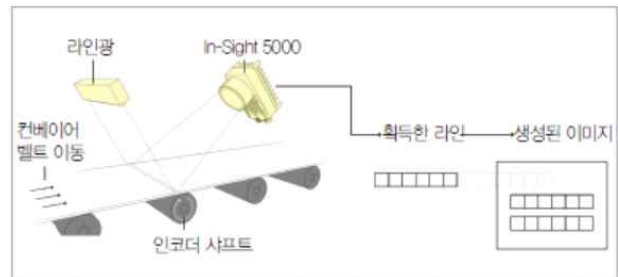 라인광
In-Sight 5000
컨베이어
벨트 이동
획득한 라인
생성된 이미지
인코더 샤프트